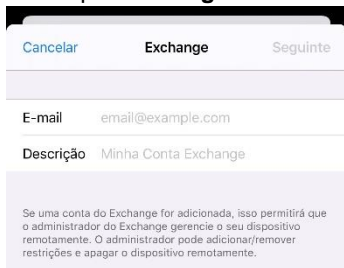 Cancelar Exchange Seguinte
E-mail email@example.com
Descrição Minha Conta Exchange
Se uma conta do Exchange for adicionada, isso permitirá que
o administrador do Exchange gerencie o seu dispositivo
remotamente. O administrador pode adicionar/remover
restrições e apagar o dispositivo remotamente.